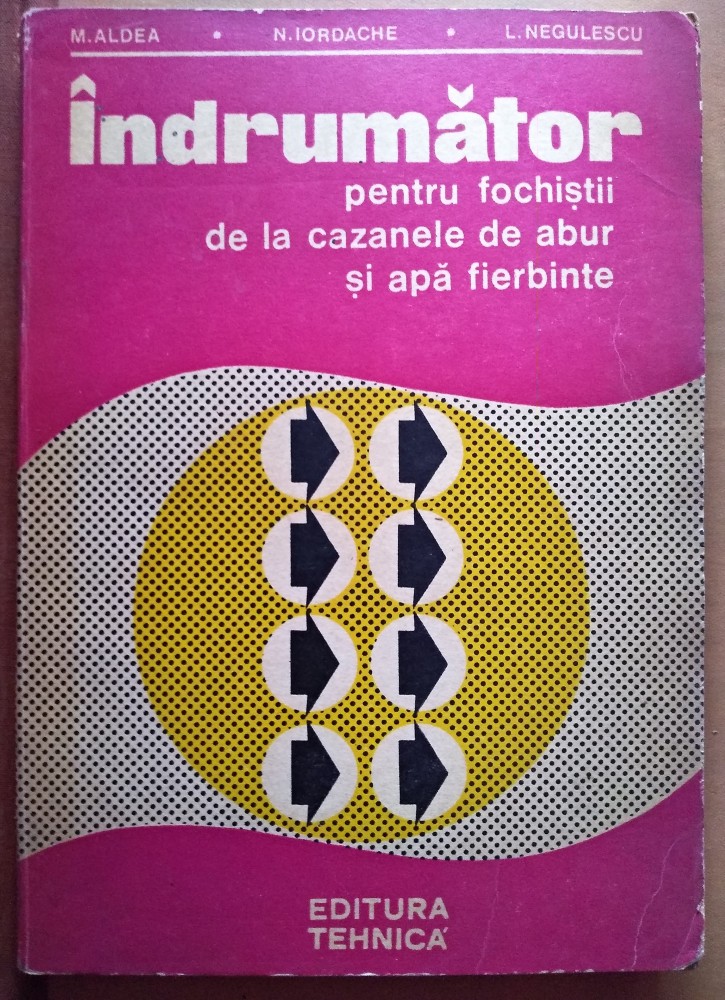 M.ALDEA • N.IORDACHE • L.NEGULESCU
Îndrumător
pentru fochiștii
de la cazanele de abur
și apă fierbinte
EDITURA
TEHNICĂ